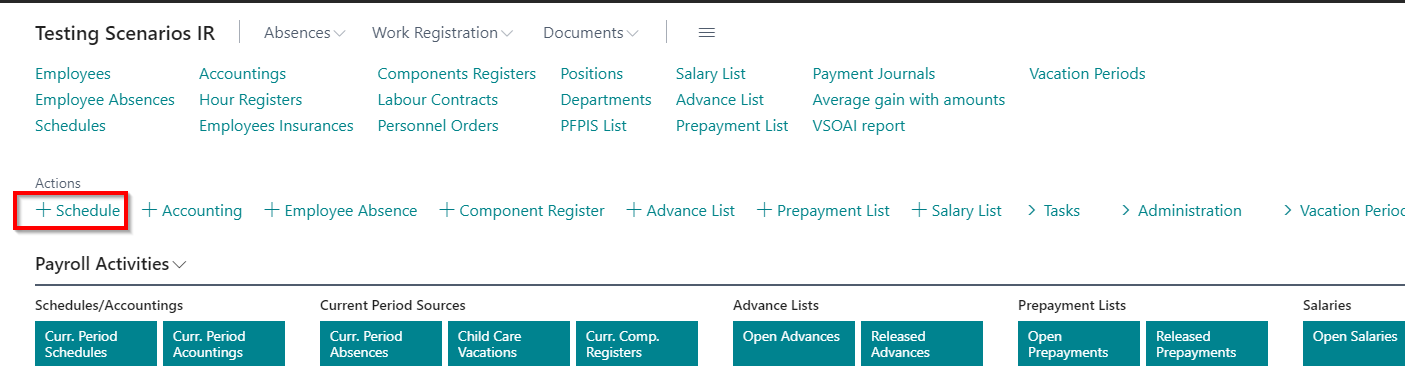 Testing Scenarios IR Absences Work Registration Documents
Employees Accountings Components Registers Positions Salary List Payment Journals Vacation Periods
Employee Absences Hour Registers Labour Contracts Departments Advance List Average gain with amounts
Schedules Employees Insurances Personnel Orders PFPIS List Prepayment List VSOAI report
Actions
+ Schedule + Accounting + Employee Absence + Component Register + Advance List + Prepayment List + Salary List > Tasks > Administration > Vacation Perio
Payroll Activities
Schedules/Accountings Current Period Sources Advance Lists Prepayment Lists Salaries
Curr. Period Curr. Period Curr. Period Child Care Curr. Comp. Open Advances Released Open Released Open Salaries
Schedules Acountings Absences Vacations Registers Advances Prepayments Prepayments